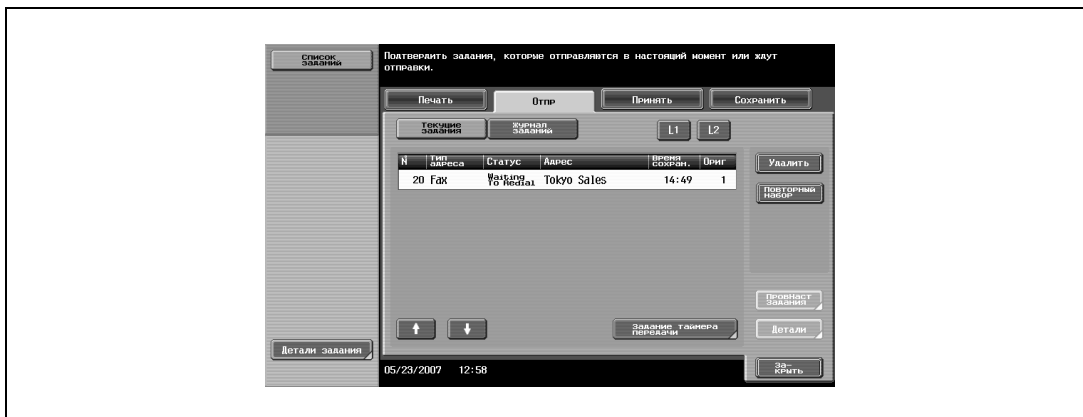 Список
заданий
Подтвердить задания, которые отправляются в настоящий момент или ждут
отправки.
Печать
Отпр
Принять
Сохранить
Текущие
задания
Журнал
заданий
L1
L2
N
Тип
адреса
Статус
Адрес
Время
сохран.
Ориг
Удалить
20 Fax
Waiting
To Redial
Tokyo Sales
14:49
1
Повторный
набор
ПровНаст
Задания
Задание таймера
передачи
Детали
Детали задания
05/23/2007 12:58
За-
крыть